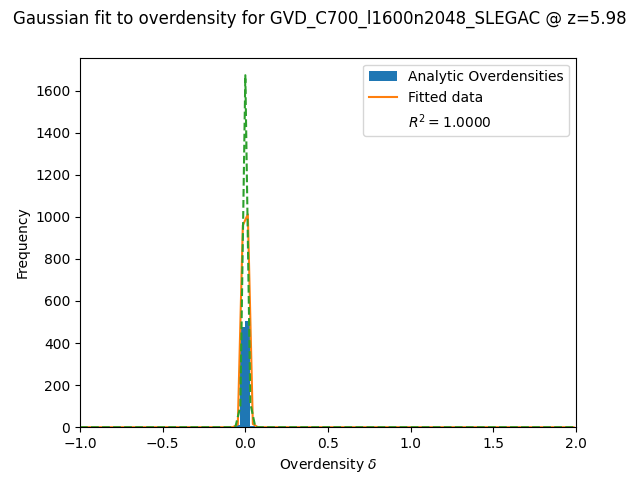 Gaussian fit to overdensity for GVD_C700_l1600n2048_SLEGAC @ z=5.98
Analytic Overdensities
Fitted data
R² = 1.0000
Frequency
1600
1400
1200
1000
800
600
400
200
0
−1.0 −0.5 0.0 0.5 1.0 1.5 2.0
Overdensity δ